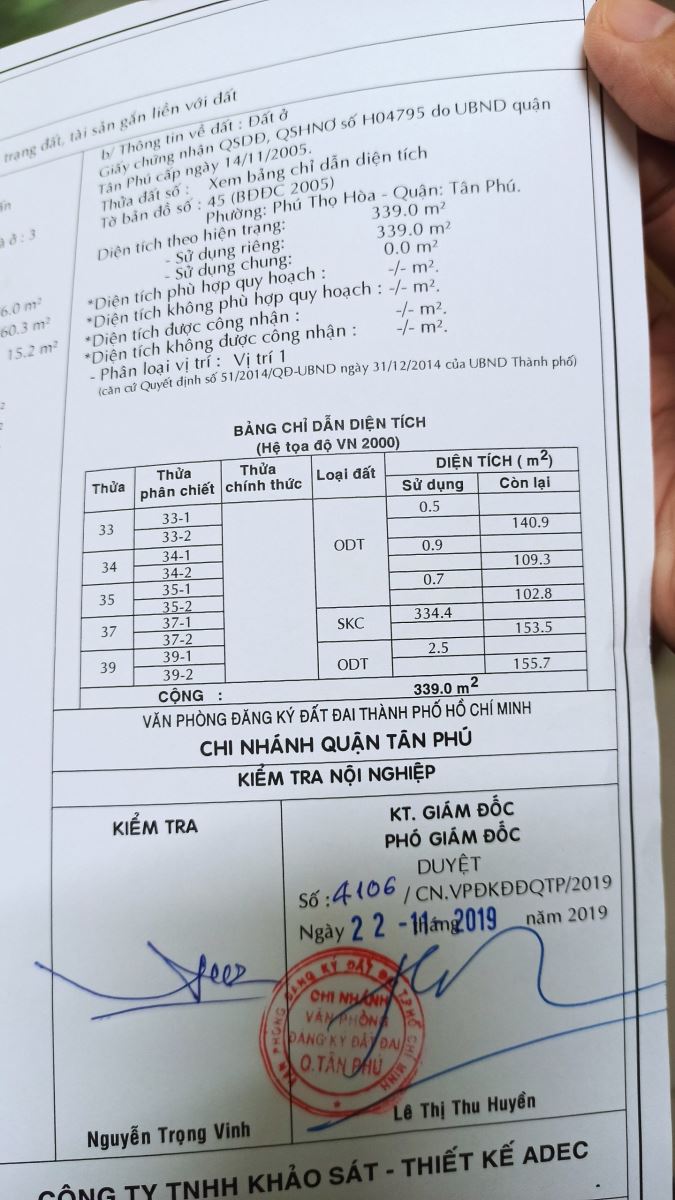 trạng đất, tài sản gắn liền với đất
à ở : 3
6.0 m²
60.3 m²
15.2 m²
b/ Thông tin về đất : Đất ở
Giấy chứng nhận QSDĐ, QSHNƠ số H04795 do UBND quận
Tân Phú cấp ngày 14/11/2005.
Thửa đất số : Xem bảng chỉ dẫn diện tích
Tờ bản đồ số : 45 (BĐĐC 2005)
Phường: Phú Thọ Hòa - Quận: Tân Phú.
Diện tích theo hiện trạng: 339.0 m²
- Sử dụng riêng: 339.0 m²
- Sử dụng chung: 0.0 m²
*Diện tích phù hợp quy hoạch : -/- m².
*Diện tích không phù hợp quy hoạch : -/- m².
*Diện tích được công nhận : -/- m².
*Diện tích không được công nhận : -/- m².
- Phân loại vị trí : Vị trí 1
(căn cứ Quyết định số 51/2014/QĐ-UBND ngày 31/12/2014 của UBND Thành phố)
BẢNG CHỈ DẪN DIỆN TÍCH
(Hệ tọa độ VN 2000)
Thửa Thửa phân chiết Thửa chính thức Loại đất DIỆN TÍCH ( m²)
Sử dụng Còn lại
33 33-1 ODT 0.5
33-2 140.9
34 34-1 0.9
34-2 109.3
35 35-1 0.7
35-2 102.8
37 37-1 SKC 334.4
37-2 153.5
39 39-1 ODT 2.5
39-2 155.7
CỘNG : 339.0 m²
VĂN PHÒNG ĐĂNG KÝ ĐẤT ĐAI THÀNH PHỐ HỒ CHÍ MINH
CHI NHÁNH QUẬN TÂN PHÚ
KIỂM TRA NỘI NGHIỆP
KIỂM TRA
KT. GIÁM ĐỐC
PHÓ GIÁM ĐỐC
DUYỆT
Số : 4106 / CN.VPĐKĐĐQTP/2019
Ngày 22 -11- 2019 tháng năm 2019
VĂN PHÒNG ĐĂNG KÝ ĐẤT ĐAI T.PHỐ HỒ CHÍ MINH
CHI NHÁNH
VĂN PHÒNG
ĐĂNG KÝ ĐẤT ĐAI
Q.TÂN PHÚ
Nguyễn Trọng Vinh
Lê Thị Thu Huyền
CÔNG TY TNHH KHẢO SÁT - THIẾT KẾ ADEC